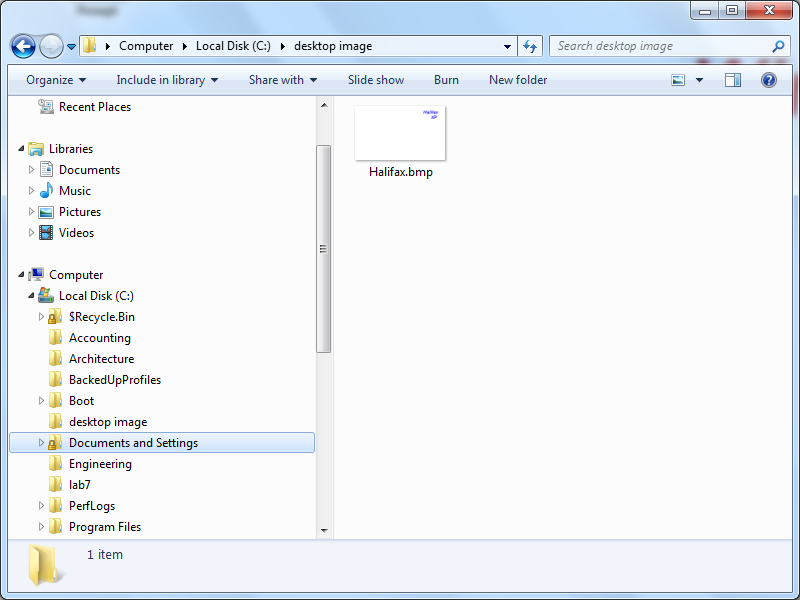 Computer Local Disk (C:) desktop image
Search desktop image
Organize Include in library Share with Slide show Burn New folder
Recent Places
Libraries
Documents
Music
Pictures
Videos
Computer
Local Disk (C:)
$Recycle.Bin
Accounting
Architecture
BackedUpProfiles
Boot
desktop image
Documents and Settings
Engineering
lab7
PerfLogs
Program Files
Halifax
XP
Halifax.bmp
1 item